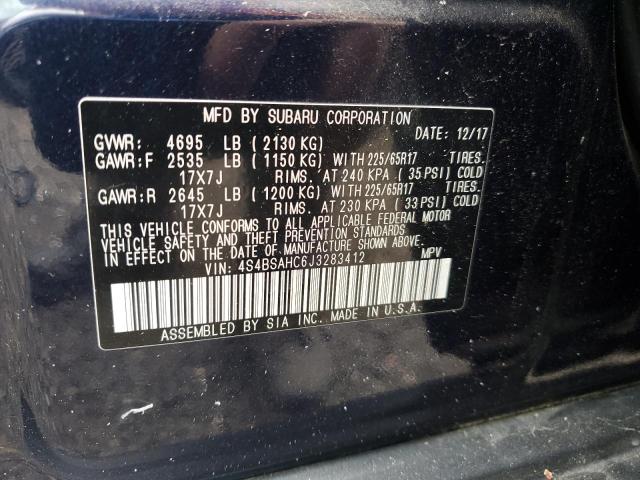 MFD BY SUBARU CORPORATION
DATE: 12/17
GVWR: 4695 LB (2130 KG)
GAWR:F 2535 LB (1150 KG) WITH 225/65R17 TIRES.
17X7J RIMS. AT 240 KPA (35 PSI) COLD
GAWR:R 2645 LB (1200 KG) WITH 225/65R17 TIRES.
17X7J RIMS. AT 230 KPA (33 PSI) COLD
THIS VEHICLE CONFORMS TO ALL APPLICABLE FEDERAL MOTOR
VEHICLE SAFETY AND THEFT PREVENTION STANDARDS
IN EFFECT ON THE DATE OF MANUFACTURE SHOWN ABOVE.
VIN: 4S4BSAHC6J3283412 MPV
ASSEMBLED BY SIA INC. MADE IN U.S.A.